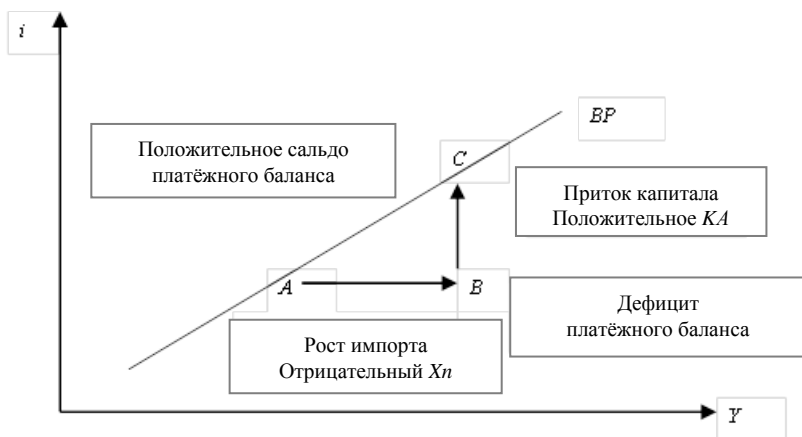 i
BP
Положительное сальдо
платёжного баланса
C
Приток капитала
Положительное KA
A
B
Дефицит
платёжного баланса
Рост импорта
Отрицательный Xn
Y